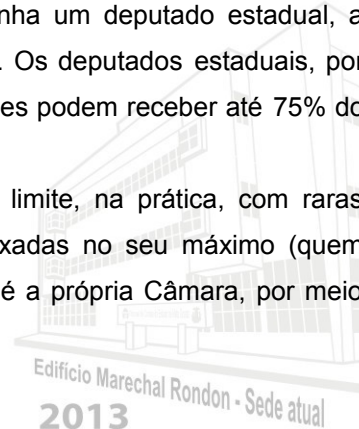 nha um deputado estadual, a
. Os deputados estaduais, por
es podem receber até 75% do
limite, na prática, com raras
xadas no seu máximo (quem
é a própria Câmara, por meio
Edifício Marechal Rondon - Sede atual
2013